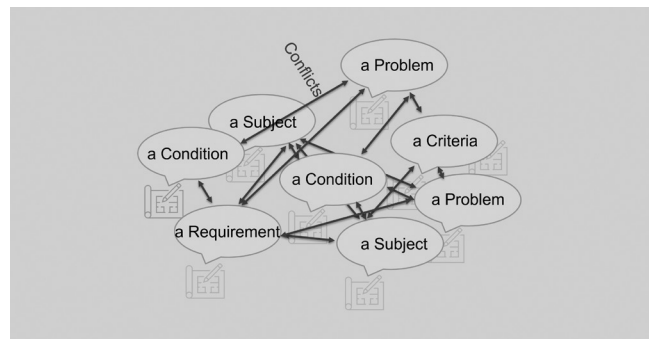 Conflicts
a Problem
a Subject
a Criteria
a Condition
a Condition
a Problem
a Requirement
a Subject